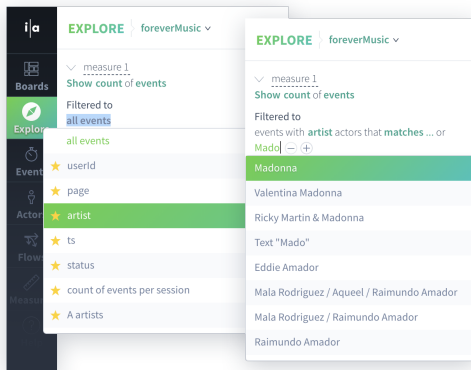 i|a
EXPLORE foreverMusic
measure 1
Show count of events
Filtered to
all events
all events
userId
page
artist
ts
status
count of events per session
A artists
Boards
Explor
Event
Actor
Flows
Measur
EXPLORE foreverMusic
measure 1
Show count of events
Filtered to
events with artist actors that matches ... or
Mado
Madonna
Valentina Madonna
Ricky Martin & Madonna
Text "Mado"
Eddie Amador
Mala Rodriguez / Aqueel / Raimundo Amador
Mala Rodriguez / Raimundo Amador
Raimundo Amador